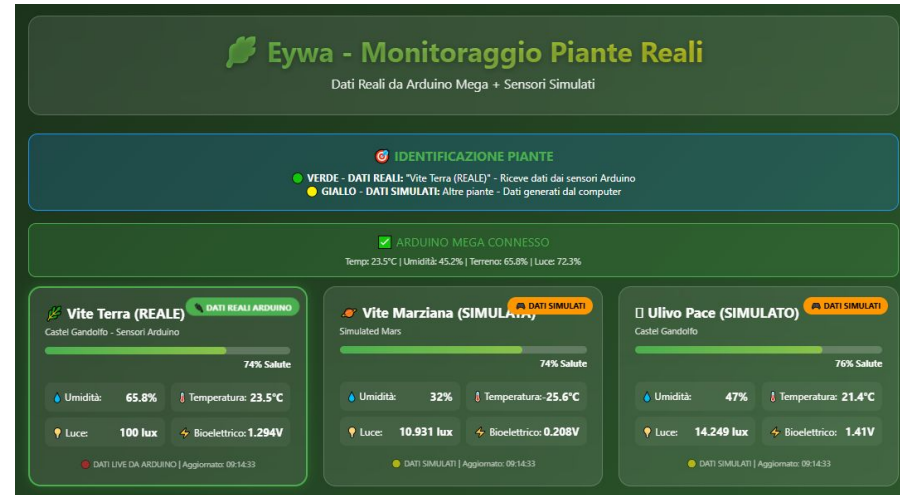 Eywa - Monitoraggio Piante Reali
Dati Reali da Arduino Mega + Sensori Simulati
IDENTIFICAZIONE PIANTE
VERDE - DATI REALI: "Vite Terra (REALE)" - Riceve dati dai sensori Arduino
GIALLO - DATI SIMULATI: Altre piante - Dati generati dal computer
ARDUINO MEGA CONNESSO
Temp: 23.5°C | Umidità: 45.2% | Terreno: 65.8% | Luce: 72.3%
DATI REALI ARDUINO
Vite Terra (REALE)
Castel Gandolfo - Sensori Arduino
74% Salute
Umidità: 65.8%
Temperatura: 23.5°C
Luce: 100 lux
Bioelettrico: 1.294V
DATI LIVE DA ARDUINO | Aggiornato: 09:14:33
DATI SIMULATI
Vite Marziana (SIMULATA)
Simulated Mars
74% Salute
Umidità: 32%
Temperatura: -25.6°C
Luce: 10.931 lux
Bioelettrico: 0.208V
DATI SIMULATI | Aggiornato: 09:14:33
DATI SIMULATI
Ulivo Pace (SIMULATO)
Castel Gandolfo
76% Salute
Umidità: 47%
Temperatura: 21.4°C
Luce: 14.249 lux
Bioelettrico: 1.41V
DATI SIMULATI | Aggiornato: 09:14:33